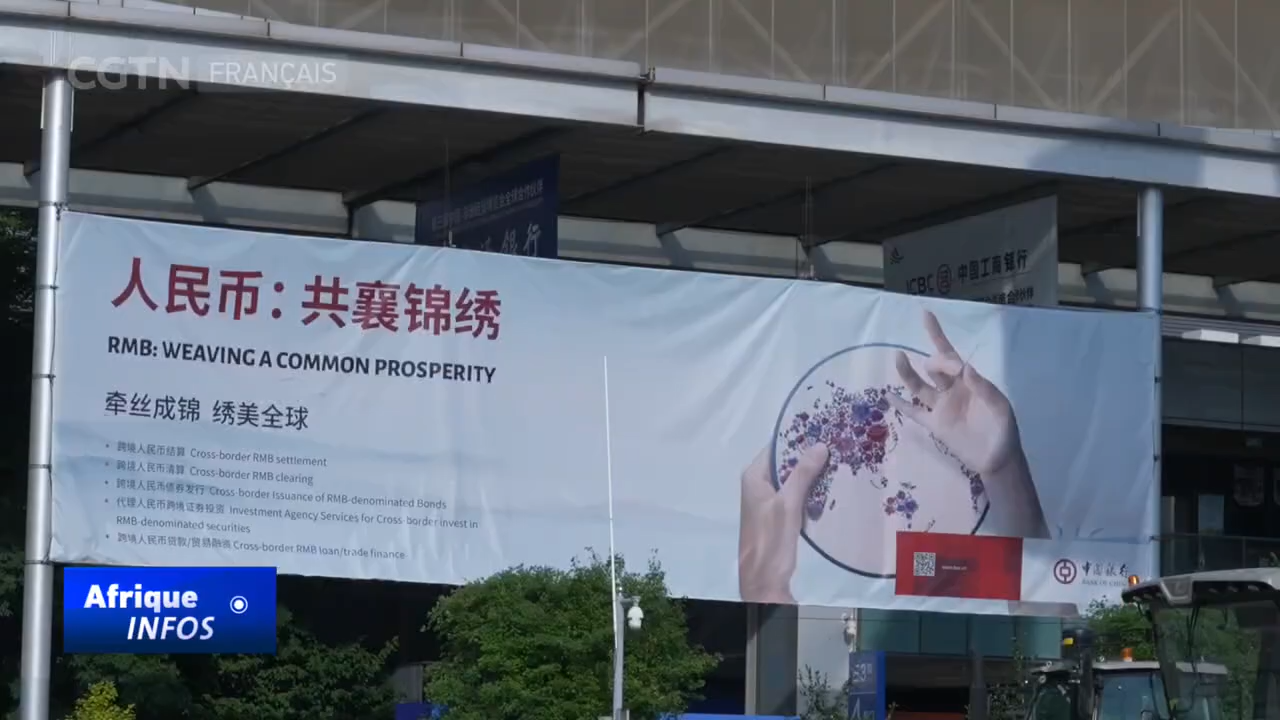 CGTN FRANÇAIS
银行
ICBC 中国工商银行
人民币：共襄锦绣
RMB: WEAVING A COMMON PROSPERITY
牵丝成锦 绣美全球
• 跨境人民币结算 Cross-border RMB settlement
• 跨境人民币清算 Cross-border RMB clearing
• 跨境人民币债券发行 Cross-border Issuance of RMB-denominated Bonds
• 代理人民币跨境证券投资 Investment Agency Services for Cross-border invest in
RMB-denominated securities
• 跨境人民币贷款/贸易融资 Cross-border RMB loan/trade finance
中国银行
BANK OF CHINA
Afrique
INFOS